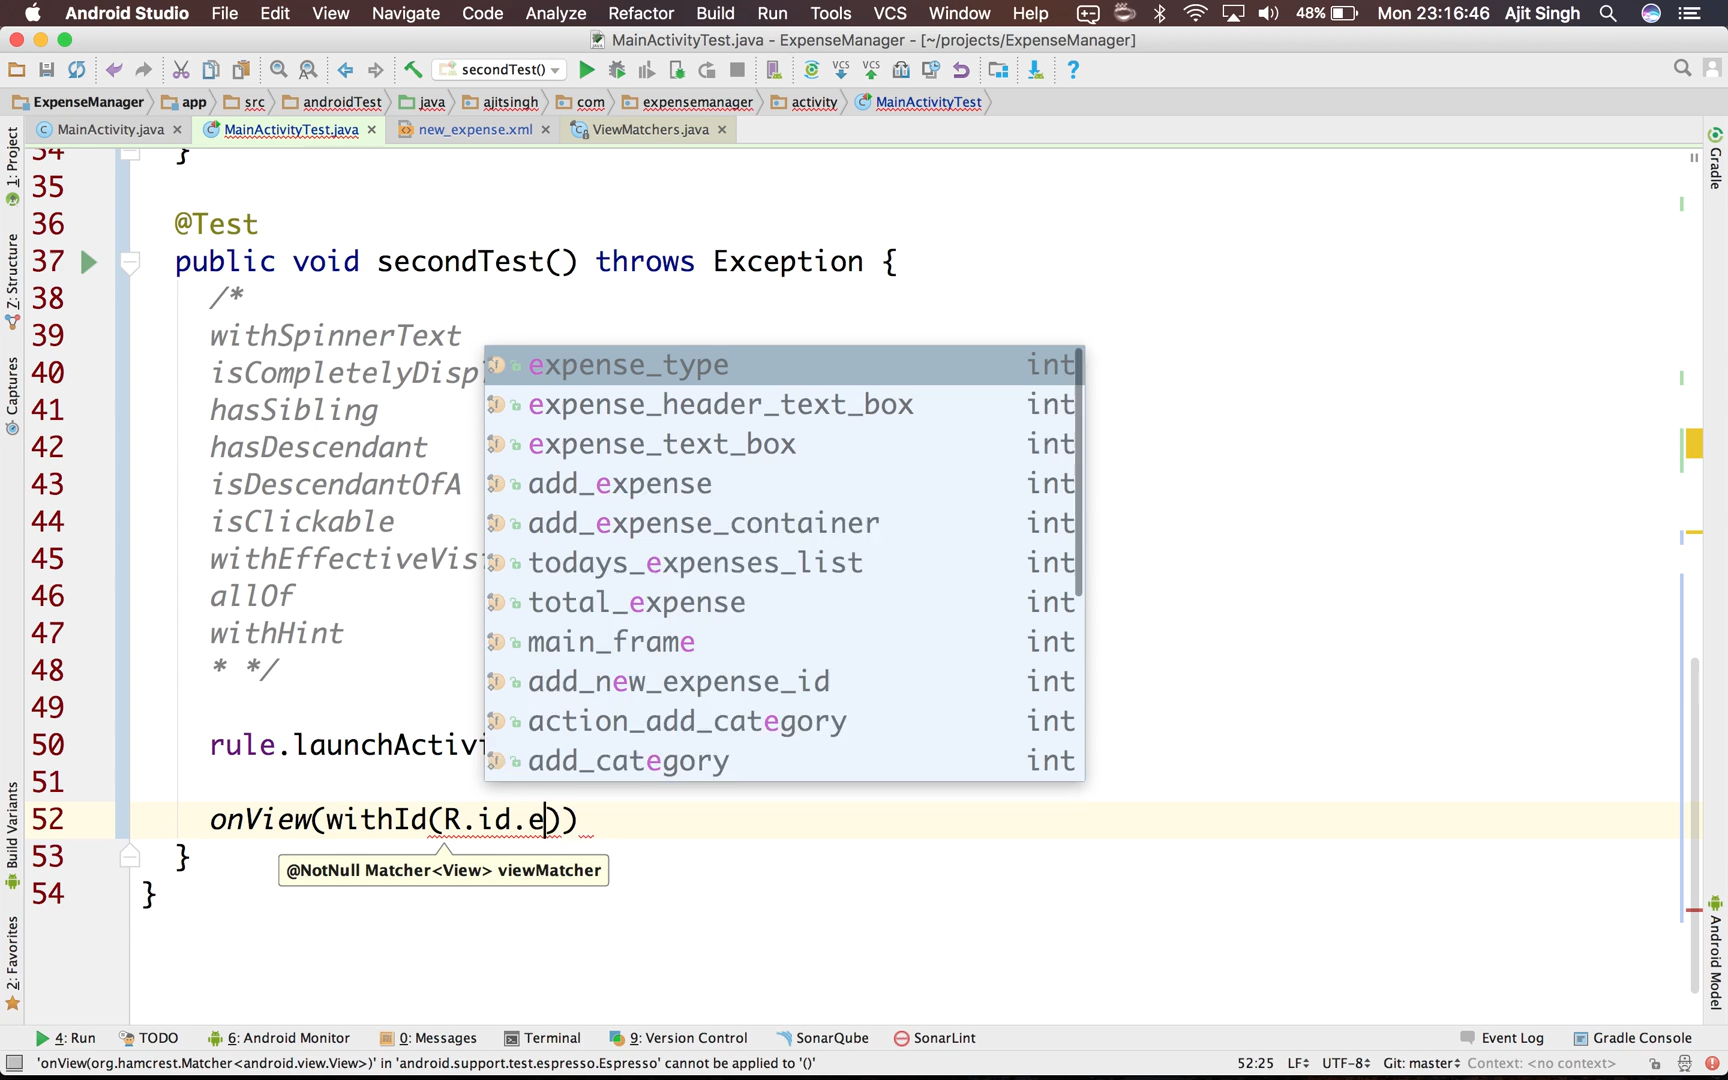 Android Studio File Edit View Navigate Code Analyze Refactor Build Run Tools VCS Window Help 48% Mon 23:16:46 Ajit Singh
MainActivityTest.java - ExpenseManager - [~/projects/ExpenseManager]
secondTest() VCS VCS ?
ExpenseManager app src androidTest java ajitsingh com expensemanager activity MainActivityTest
MainActivity.java MainActivityTest.java new_expense.xml ViewMatchers.java
1: Project
Z: Structure
Captures
Build Variants
2: Favorites
Gradle
Android Model
34 }
35
36 @Test
37 public void secondTest() throws Exception {
38 /*
39 withSpinnerText
40 isCompletelyDisp
41 hasSibling
42 hasDescendant
43 isDescendantOfA
44 isClickable
45 withEffectiveVis
46 allOf
47 withHint
48 * */
49
50 rule.launchActivi
51
52 onView(withId(R.id.e))
53 }
54 }
expense_type int
expense_header_text_box int
expense_text_box int
add_expense int
add_expense_container int
todays_expenses_list int
total_expense int
main_frame int
add_new_expense_id int
action_add_category int
add_category int
@NotNull Matcher<View> viewMatcher
4: Run TODO 6: Android Monitor 0: Messages Terminal 9: Version Control SonarQube SonarLint Event Log Gradle Console
'onView(org.hamcrest.Matcher<android.view.View>)' in 'android.support.test.espresso.Espresso' cannot be applied to '()' 52:25 LF UTF-8 Git: master Context: <no context>